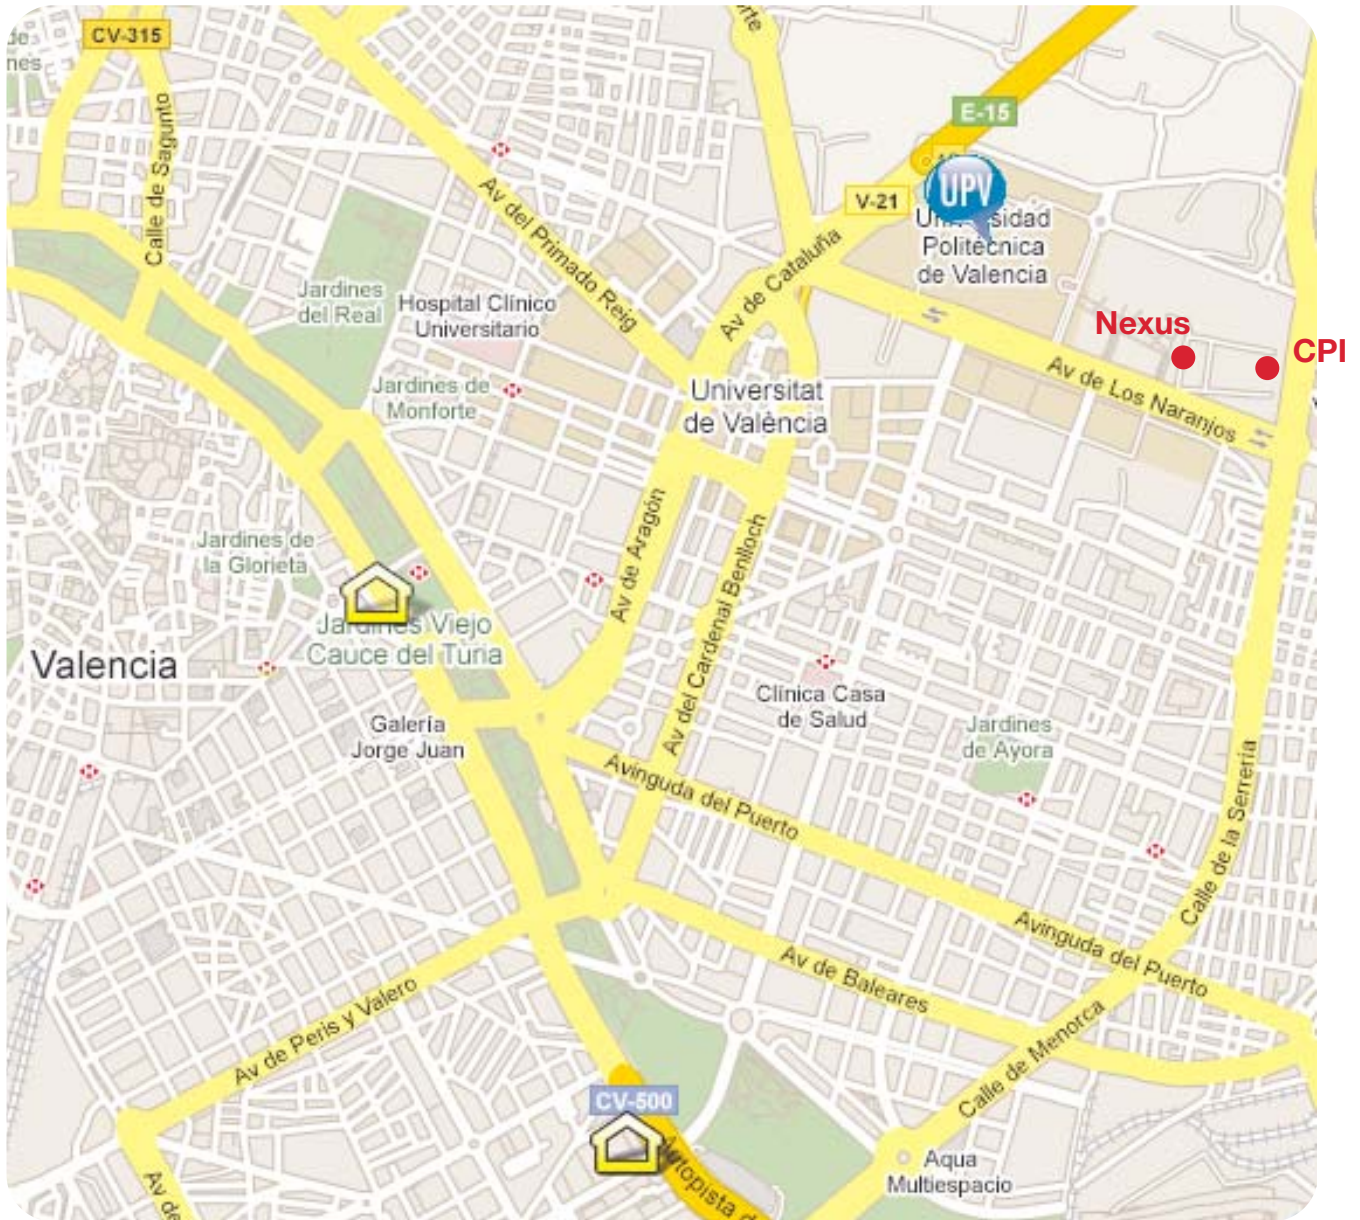 CV-315
Calle de Sagunto
E-15
V-21
UPV
Universidad
Politécnica
de Valencia
Av del Primado Reig
Av de Cataluña
Jardines
del Real
Hospital Clínico
Universitario
Nexus
CPI
Av de Los Naranjos
Jardines de
Monforte
Universitat
de València
Av de Aragón
Av del Cardenal Benlloch
Jardines de
la Glorieta
Jardines Viejo
Cauce del Turia
Valencia
Galería
Jorge Juan
Clínica Casa
de Salud
Jardines
de Ayora
Avinguda del Puerto
Calle de la Serrería
Avinguda del Puerto
Av de Baleares
Av de Peris y Valero
Calle de Menorca
CV-500
Autopista d
Aqua
Multiespacio
Av de